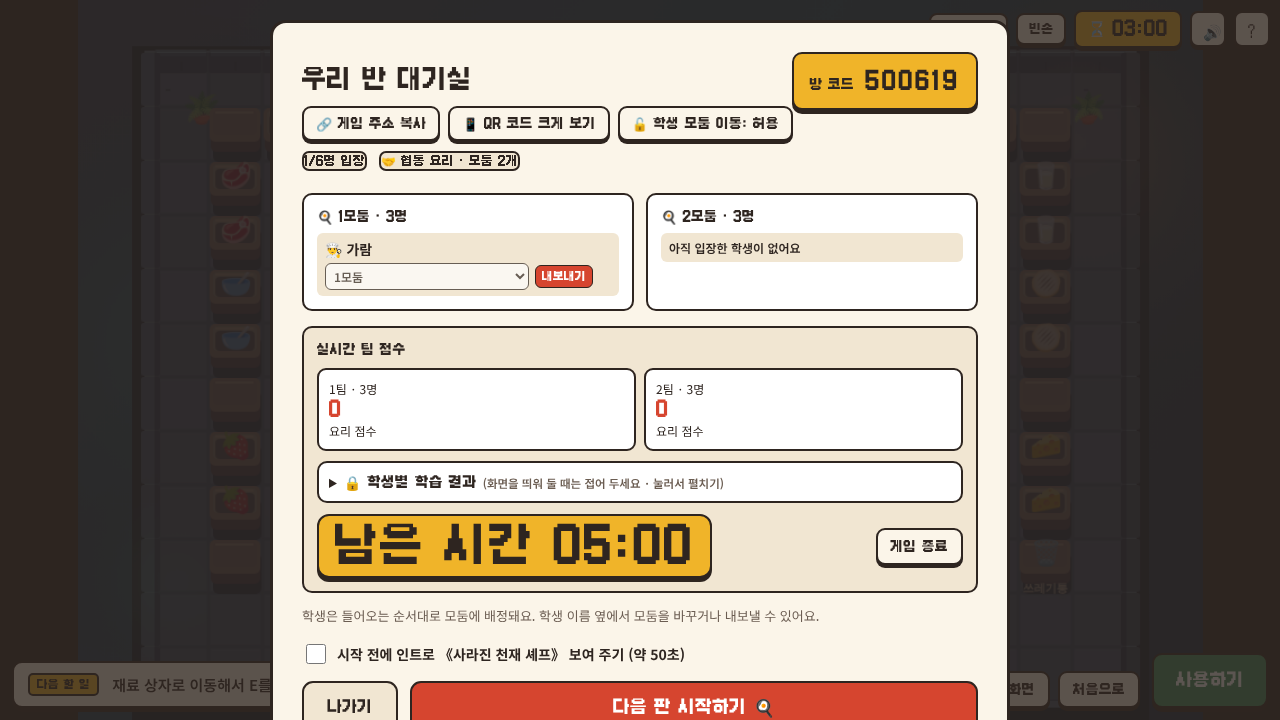 우리 반 대기실
방 코드 500619
🔗 게임 주소 복사
📱 QR 코드 크게 보기
🔓 학생 모둠 이동: 허용
1/6명 입장
🤝 협동 요리 · 모둠 2개
🍳 1모둠 · 3명
👨‍🍳 가람
1모둠
내보내기
🍳 2모둠 · 3명
아직 입장한 학생이 없어요
실시간 팀 점수
1팀 · 3명
0
요리 점수
2팀 · 3명
0
요리 점수
▶ 🔒 학생별 학습 결과 (화면을 띄워 둘 때는 접어 두세요 · 눌러서 펼치기)
남은 시간 05:00
게임 종료
학생은 들어오는 순서대로 모둠에 배정돼요. 학생 이름 옆에서 모둠을 바꾸거나 내보낼 수 있어요.
시작 전에 인트로 《사라진 천재 셰프》 보여 주기 (약 50초)
나가기
다음 판 시작하기 🍳
빈손
⏳ 03:00
?
쓰레기통
다음 할 일
재료 상자로 이동해서 E를
화면
처음으로
사용하기